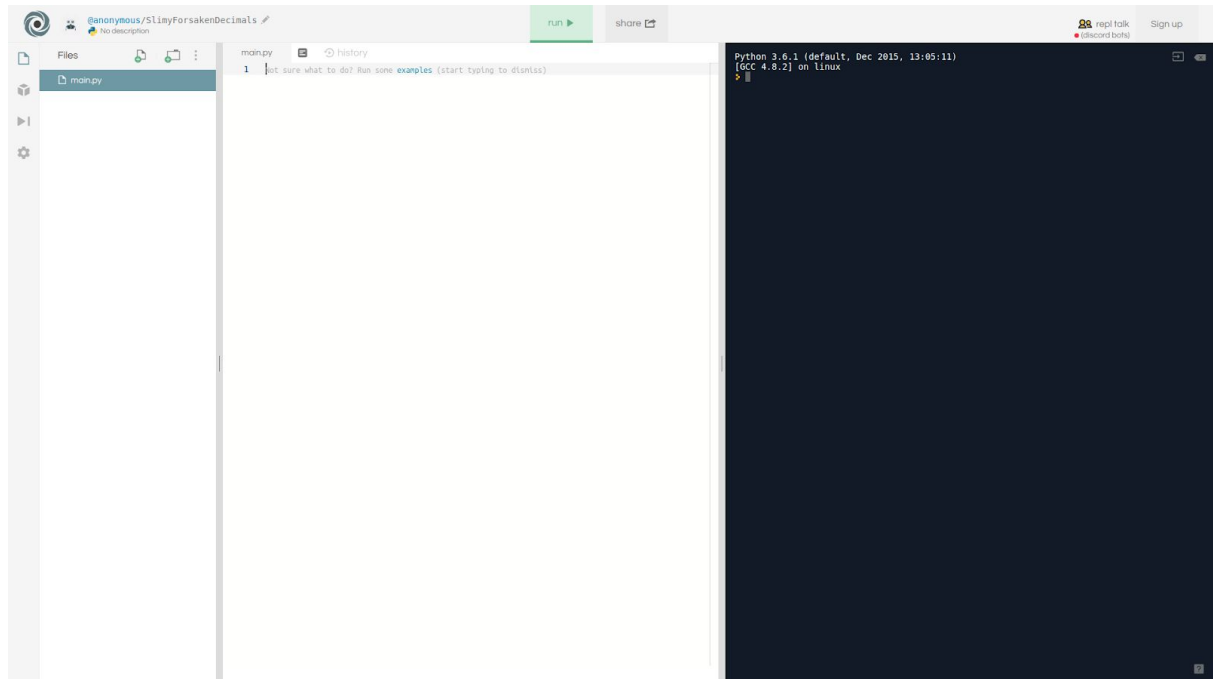 @anonymous/SlimyForsakenDecimals
No description
run
share
repl talk
(discord bots)
Sign up
Files
main.py
main.py
history
1 Not sure what to do? Run some examples (start typing to dismiss)
Python 3.6.1 (default, Dec 2015, 13:05:11)
[GCC 4.8.2] on linux
>
?